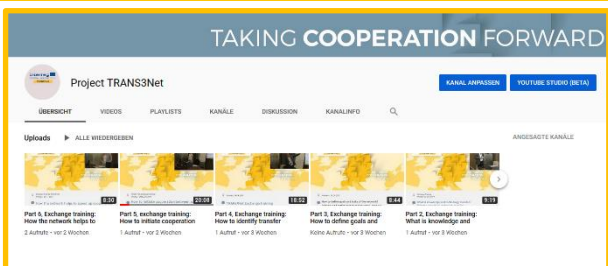 TAKING COOPERATION FORWARD
Project TRANS3Net
KANAL ANPASSEN
YOUTUBE STUDIO (BETA)
ÜBERSICHT VIDEOS PLAYLISTS KANÄLE DISKUSSION KANALINFO
Uploads ALLE WIEDERGEBEN
ANGESAGTE KANÄLE
8:30 20:08 18:52 8:44 9:19
Part 6, Exchange training:
How the network helps to
2 Aufrufe • vor 2 Wochen
Part 5, exchange training:
How to initiate cooperation
1 Aufruf • vor 2 Wochen
Part 4, Exchange training:
How to identify transfer
1 Aufruf • vor 3 Wochen
Part 3, Exchange training:
How to define goals and
Keine Aufrufe • vor 3 Wochen
Part 2, Exchange training:
What is knowledge and
1 Aufruf • vor 3 Wochen